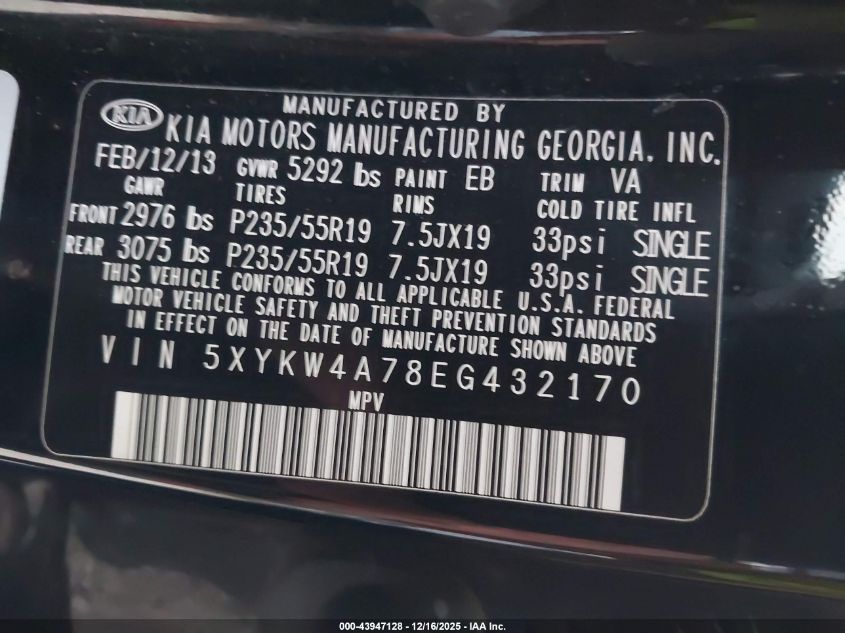 MANUFACTURED BY
KIA KIA MOTORS MANUFACTURING GEORGIA, INC.
FEB/12/13 GVWR 5292 lbs PAINT EB TRIM VA
GAWR TIRES RIMS COLD TIRE INFL
FRONT 2976 lbs P235/55R19 7.5JX19 33psi SINGLE
REAR 3075 lbs P235/55R19 7.5JX19 33psi SINGLE
THIS VEHICLE CONFORMS TO ALL APPLICABLE U.S.A. FEDERAL
MOTOR VEHICLE SAFETY AND THEFT PREVENTION STANDARDS
IN EFFECT ON THE DATE OF MANUFACTURE SHOWN ABOVE
VIN 5XYKW4A78EG432170
MPV
000-43947128 - 12/16/2025 - IAA Inc.